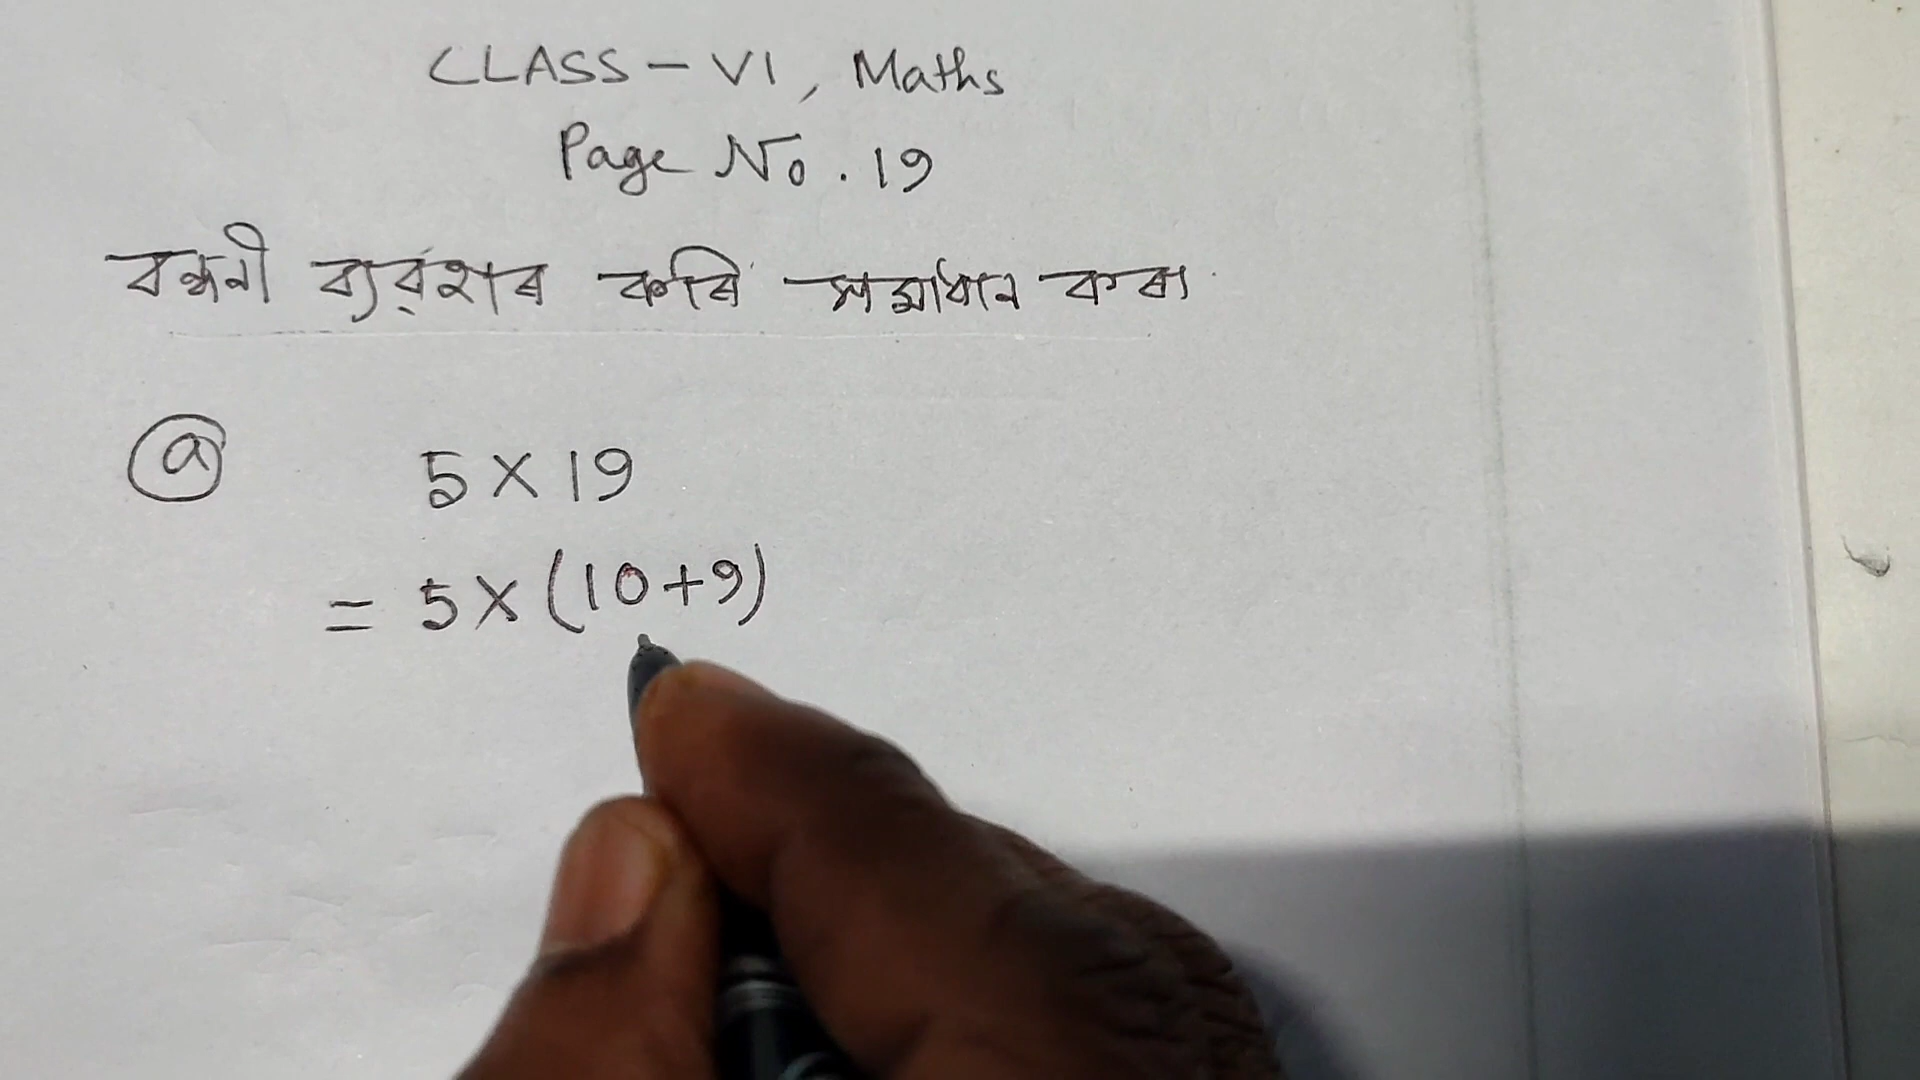 CLASS - VI, Maths
Page No. 19
বন্ধনী ব্যৱহাৰ কৰি সমাধান কৰা
(a) 5 × 19
= 5 × (10+9)